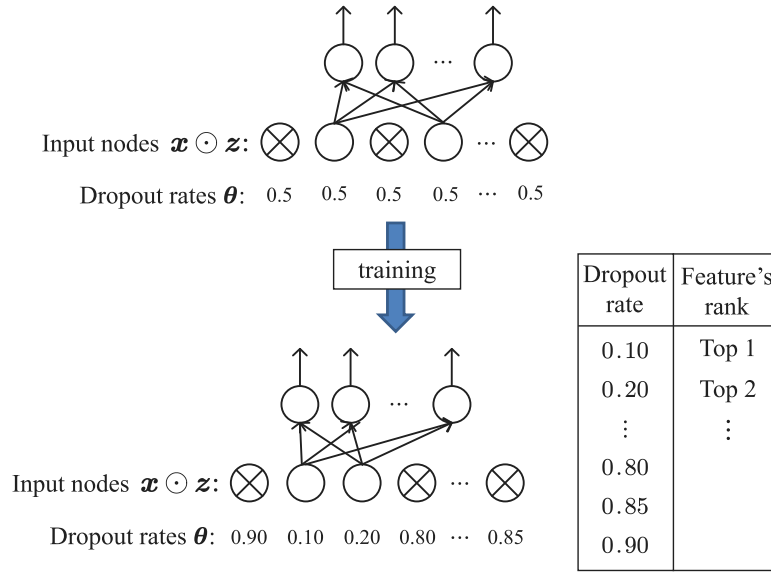 ...
Input nodes 𝒙 ⊙ 𝒛: ...
Dropout rates 𝜽: 0.5 0.5 0.5 0.5 ... 0.5
training
...
Input nodes 𝒙 ⊙ 𝒛: ...
Dropout rates 𝜽: 0.90 0.10 0.20 0.80 ... 0.85
Dropout rate Feature's rank
0.10 Top 1
0.20 Top 2
⋮ ⋮
0.80
0.85
0.90